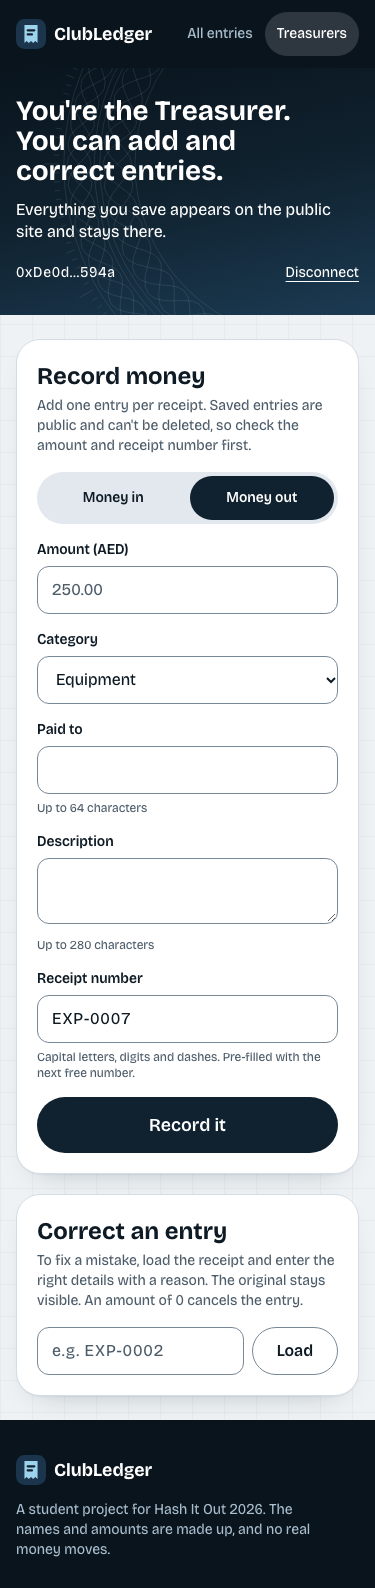 ClubLedger
All entries
Treasurers
You're the Treasurer.
You can add and
correct entries.
Everything you save appears on the public
site and stays there.
0xDe0d…594a
Disconnect
Record money
Add one entry per receipt. Saved entries are
public and can't be deleted, so check the
amount and receipt number first.
Money in
Money out
Amount (AED)
250.00
Category
Equipment
Paid to
Up to 64 characters
Description
Up to 280 characters
Receipt number
EXP-0007
Capital letters, digits and dashes. Pre-filled with the
next free number.
Record it
Correct an entry
To fix a mistake, load the receipt and enter the
right details with a reason. The original stays
visible. An amount of 0 cancels the entry.
e.g. EXP-0002
Load
ClubLedger
A student project for Hash It Out 2026. The
names and amounts are made up, and no real
money moves.